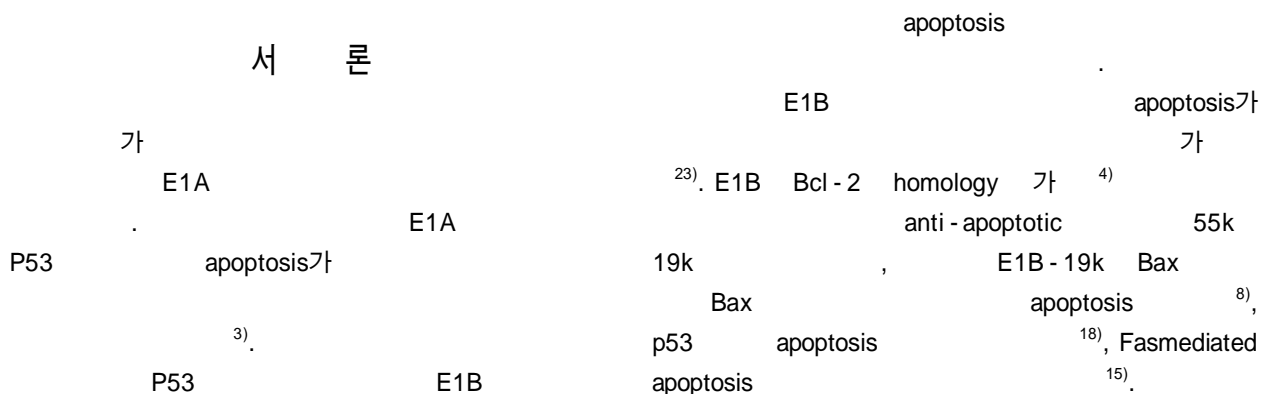 서 론
가
E1A
. E1A
P53 apoptosis가
3).
P53 E1B
apoptosis
.
E1B apoptosis가
가
23). E1B Bcl - 2 homology 가 4)
anti - apoptotic 55k
19k , E1B - 19k Bax
Bax apoptosis 8),
p53 apoptosis 18), Fasmediated
apoptosis 15).